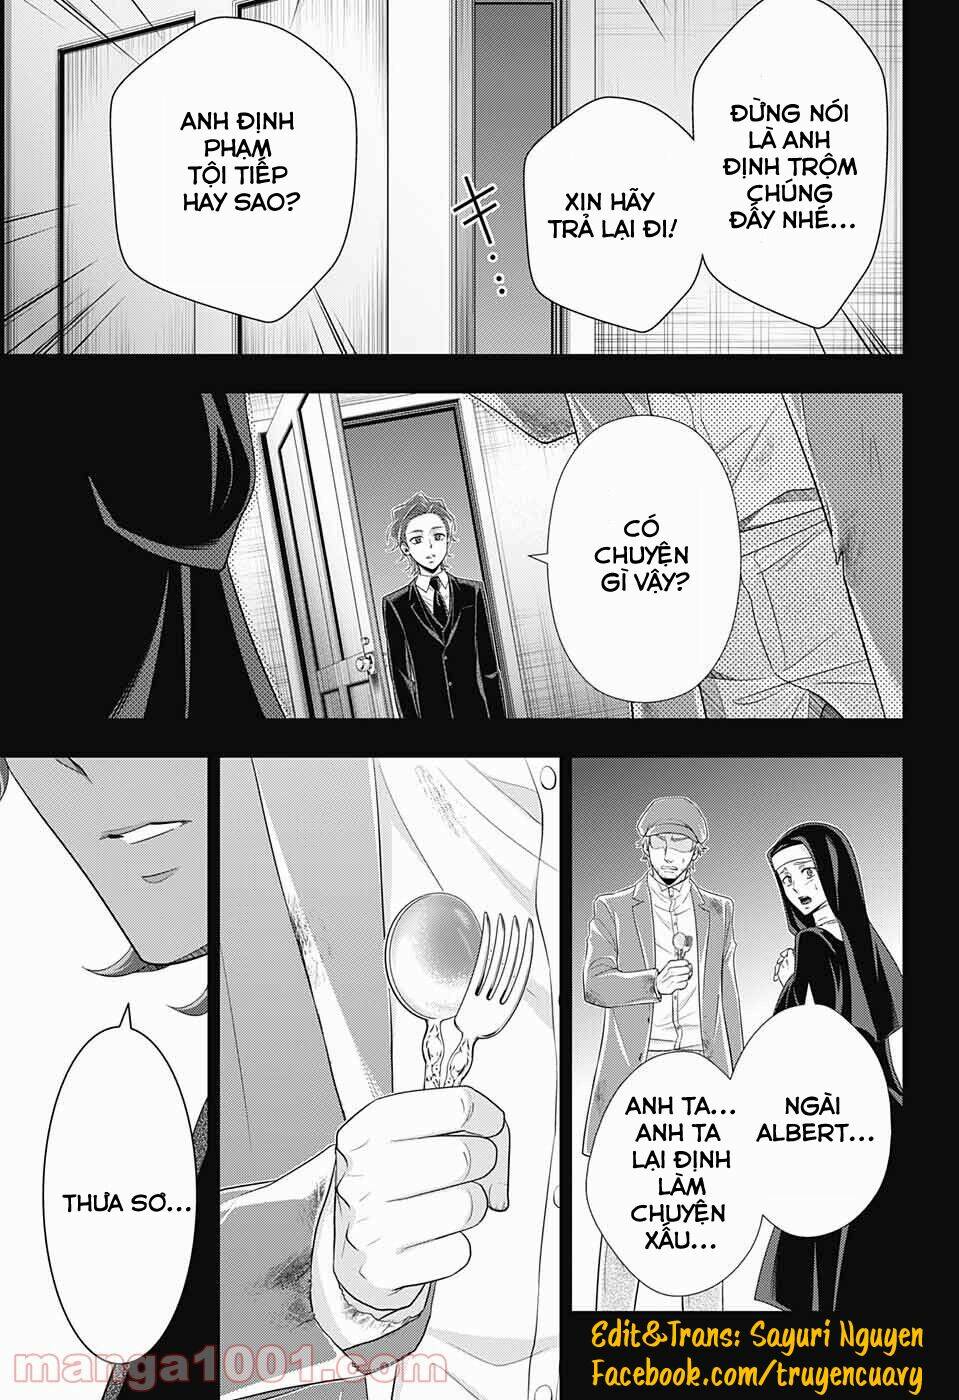 ĐỪNG NÓI
LÀ ANH
ĐỊNH TRỘM
CHÚNG
ĐẤY NHÉ...
XIN HÃY
TRẢ LẠI ĐI!
ANH ĐỊNH
PHẠM
TỘI TIẾP
HAY SAO?
CÓ
CHUYỆN
GÌ VẬY?
NGÀI
ALBERT...
ANH TA...
ANH TA
LẠI ĐỊNH
LÀM
CHUYỆN
XẤU...
THƯA SƠ...
Edit&Trans: Sayuri Nguyen
Facebook.com/truyencuavy
manga1001.com